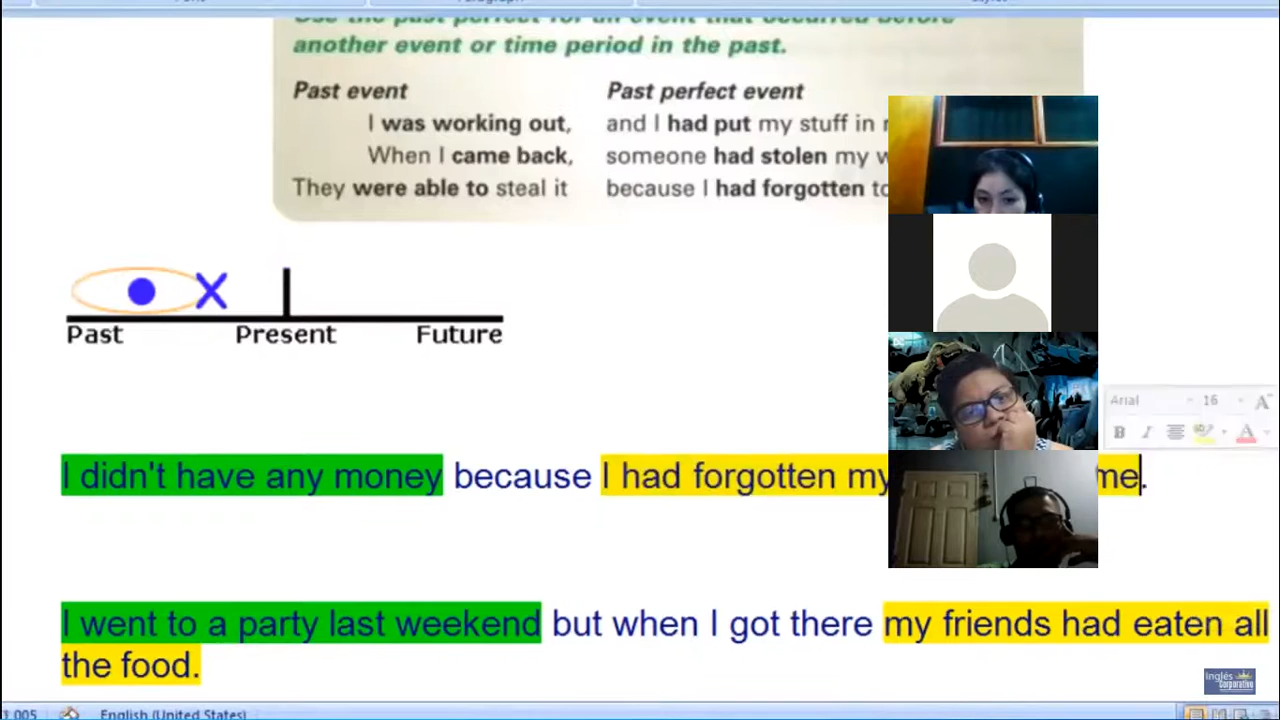 Use the past perfect for an event that occurred before
another event or time period in the past.
Past event Past perfect event
I was working out, and I had put my stuff in
When I came back, someone had stolen my
They were able to steal it because I had forgotten
Past Present Future
Arial 16
I didn't have any money because I had forgotten my me.
I went to a party last weekend but when I got there my friends had eaten all
the food.
Inglés
Corporativo
English (United States)